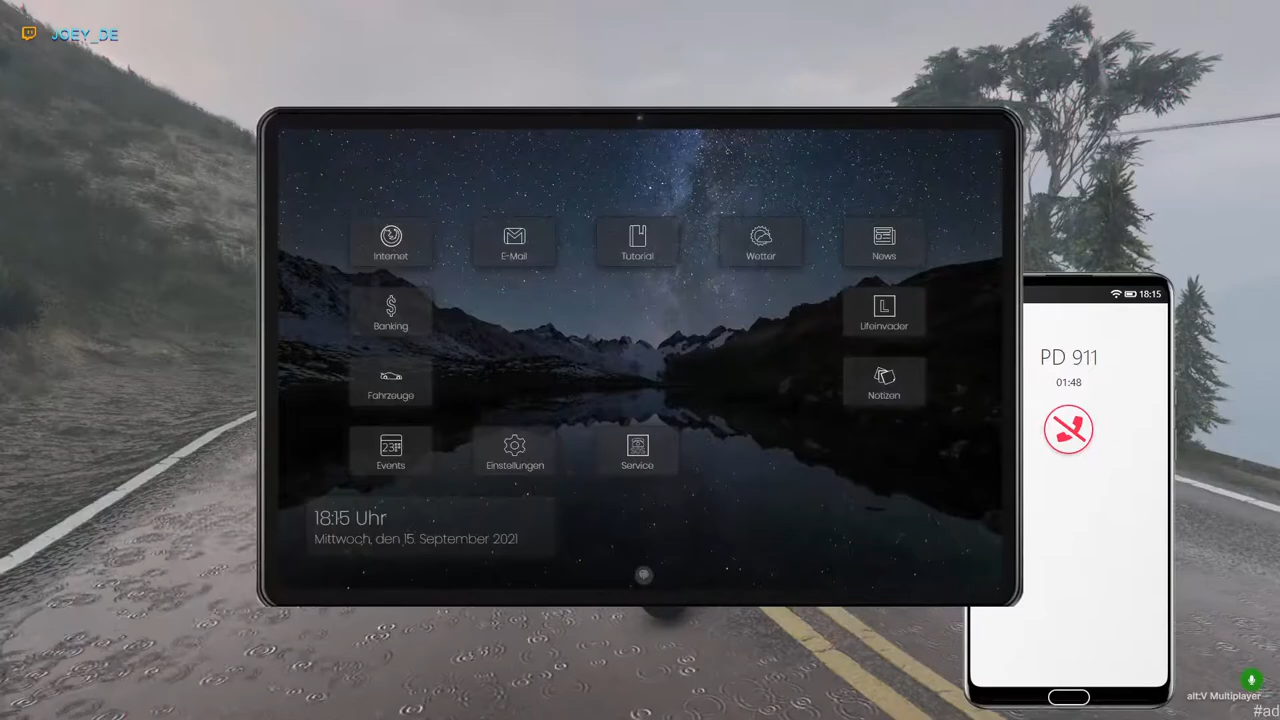 JOEY_DE
Internet
E-Mail
Tutorial
Wetter
News
Banking
Lifeinvader
Fahrzeuge
Notizen
23
Events
Einstellungen
Service
18:15 Uhr
Mittwoch, den 15. September 2021
18:15
PD 911
01:48
alt:V Multiplayer
#ad